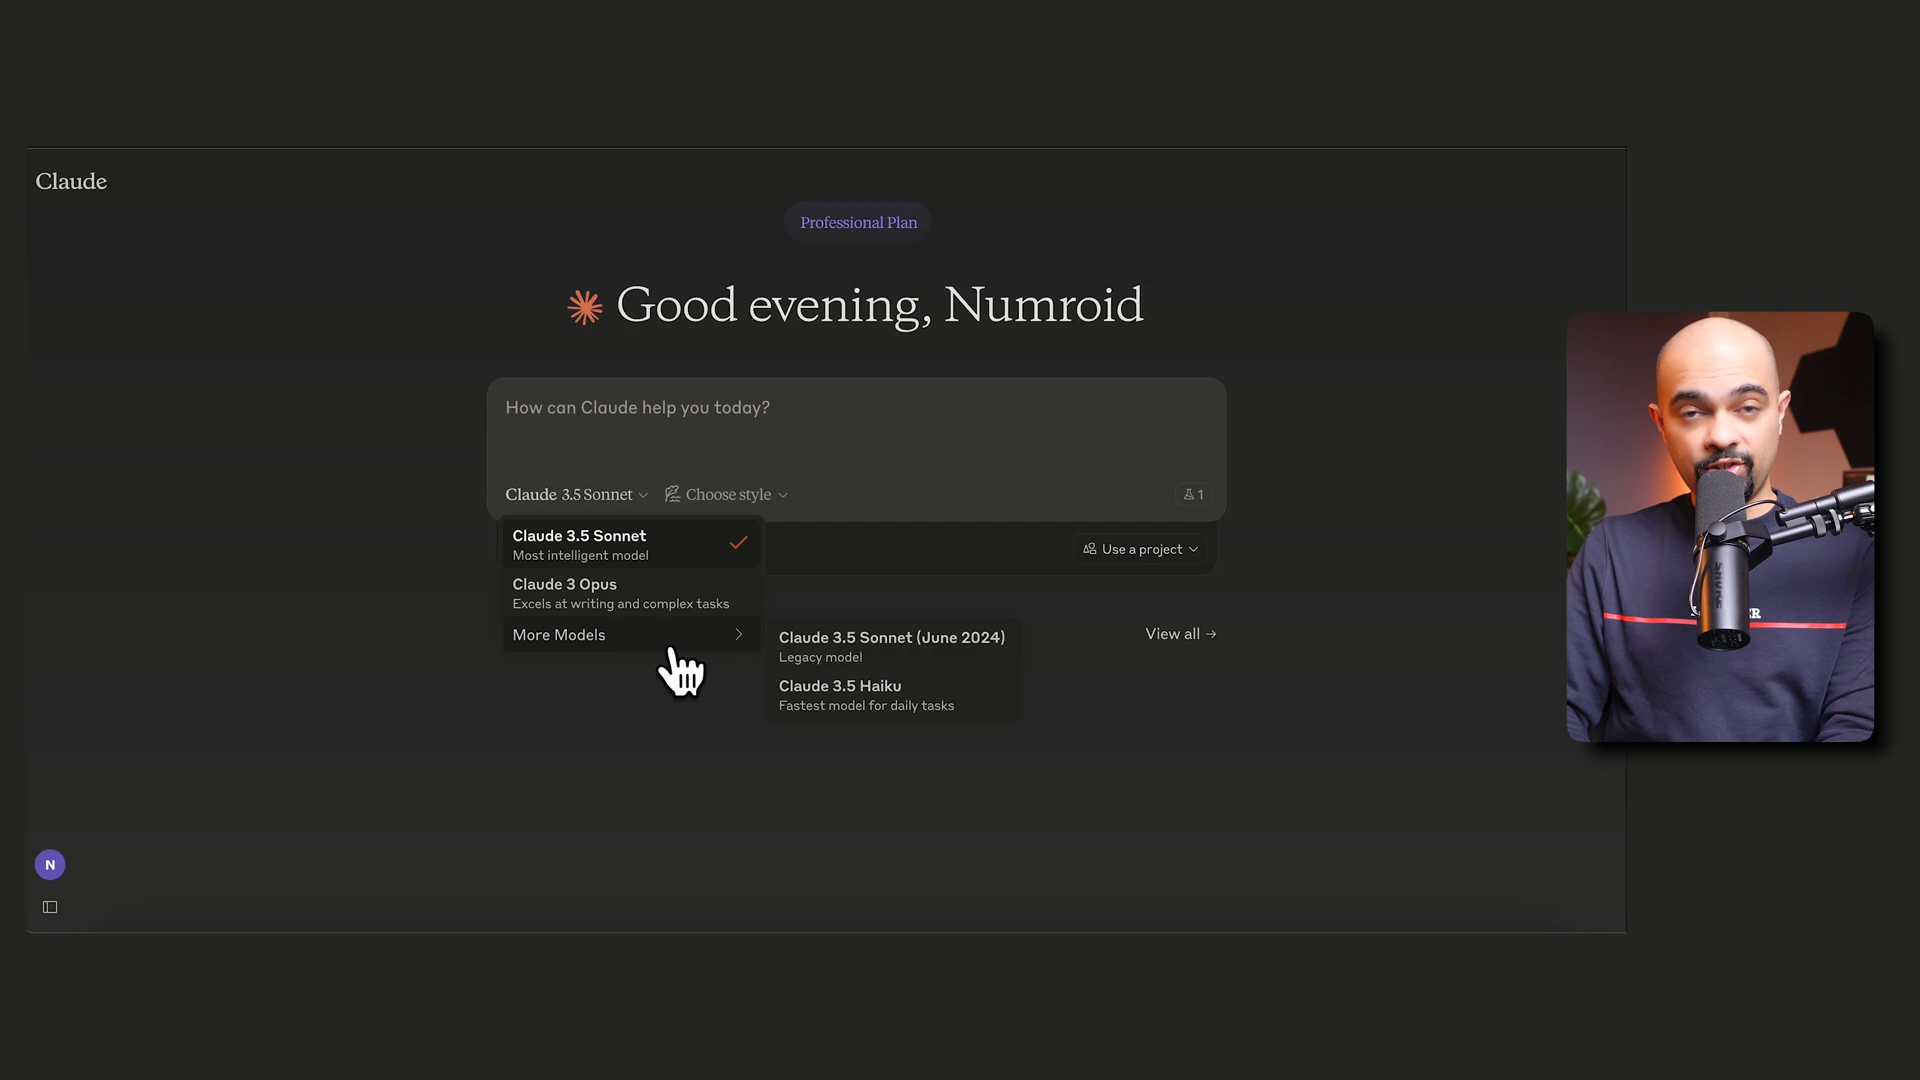 Claude
Professional Plan
Good evening, Numroid
How can Claude help you today?
Claude 3.5 Sonnet
Choose style
1
Claude 3.5 Sonnet
Most intelligent model
Use a project
Claude 3 Opus
Excels at writing and complex tasks
More Models
Claude 3.5 Sonnet (June 2024)
Legacy model
View all →
Claude 3.5 Haiku
Fastest model for daily tasks
N
SHURE